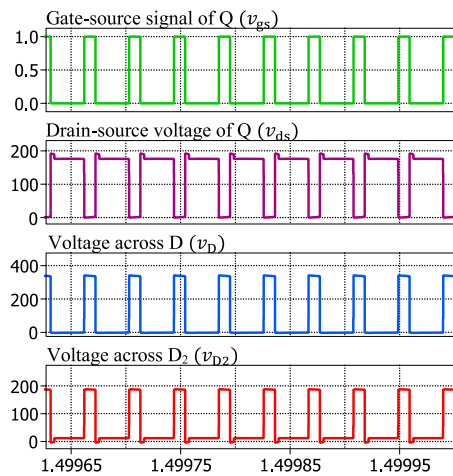 Gate-source signal of Q (v_gs)
1.0
0.5
0.0
Drain-source voltage of Q (v_ds)
200
100
0
Voltage across D (v_D)
400
200
0
Voltage across D₂ (v_D2)
200
100
0
1.49965 1.49975 1.49985 1.49995